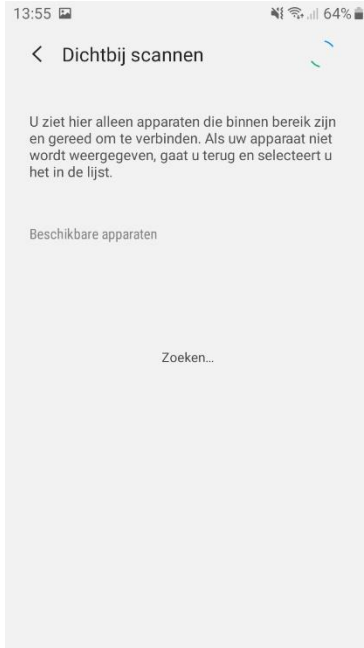 13:55 64%
Dichtbij scannen
U ziet hier alleen apparaten die binnen bereik zijn
en gereed om te verbinden. Als uw apparaat niet
wordt weergegeven, gaat u terug en selecteert u
het in de lijst.
Beschikbare apparaten
Zoeken...